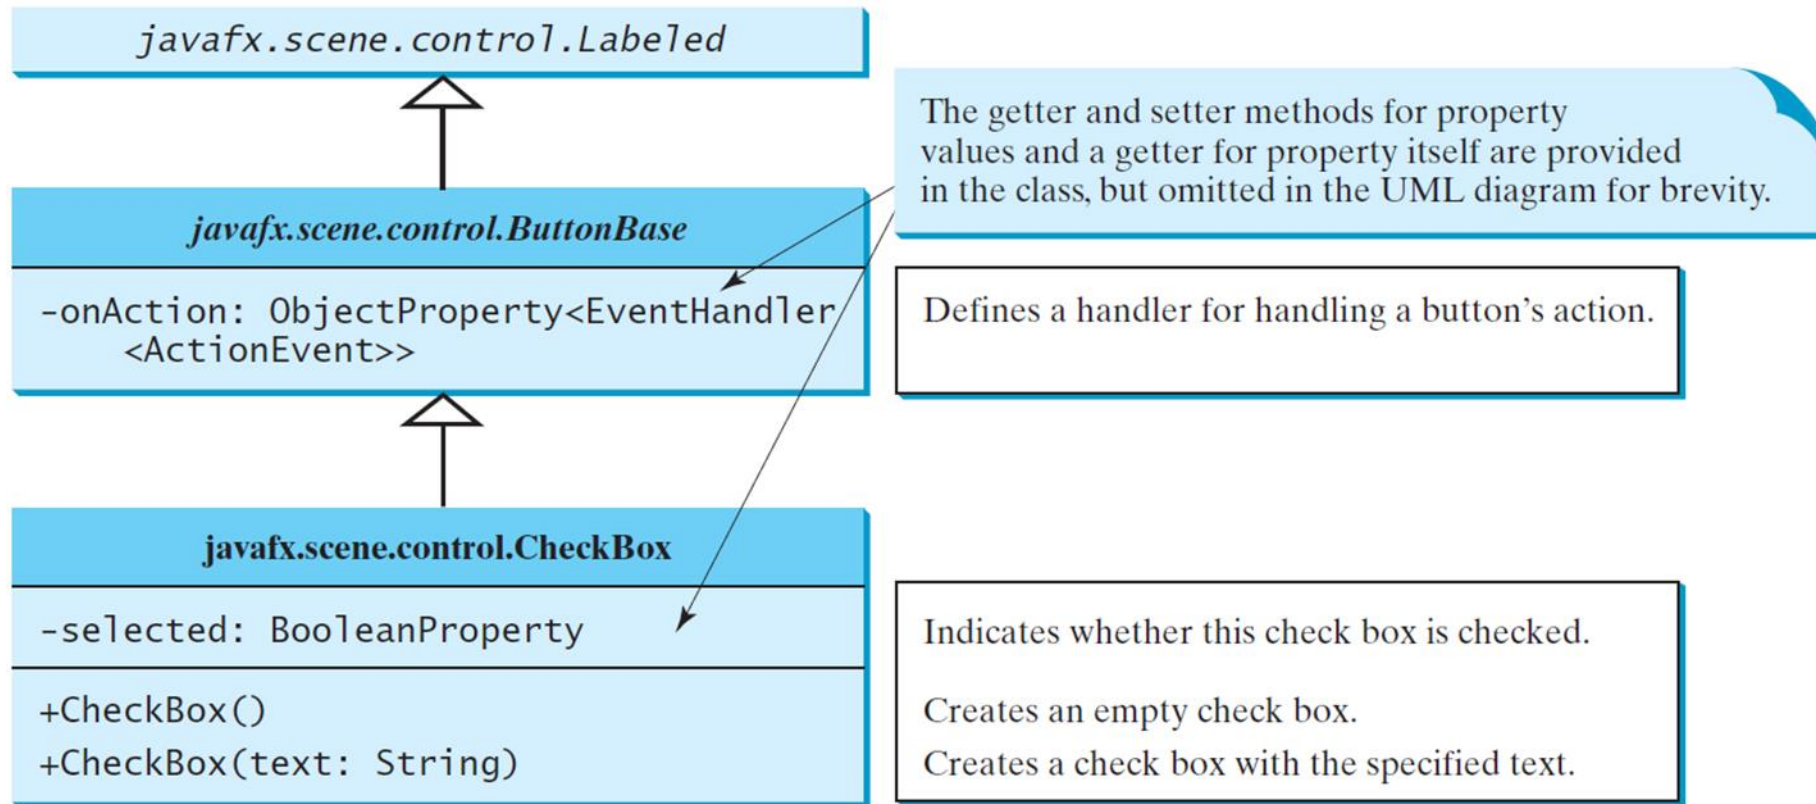 javafx.scene.control.Labeled
The getter and setter methods for property
values and a getter for property itself are provided
in the class, but omitted in the UML diagram for brevity.
javafx.scene.control.ButtonBase
-onAction: ObjectProperty<EventHandler
<ActionEvent>>
Defines a handler for handling a button’s action.
javafx.scene.control.CheckBox
-selected: BooleanProperty
Indicates whether this check box is checked.
+CheckBox()
Creates an empty check box.
+CheckBox(text: String)
Creates a check box with the specified text.